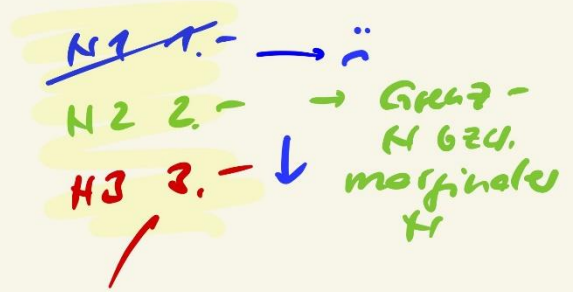 N1 1.- →
N2 2.- → Grenz-
N bzw.
N3 3.- ↓
marginaler
N